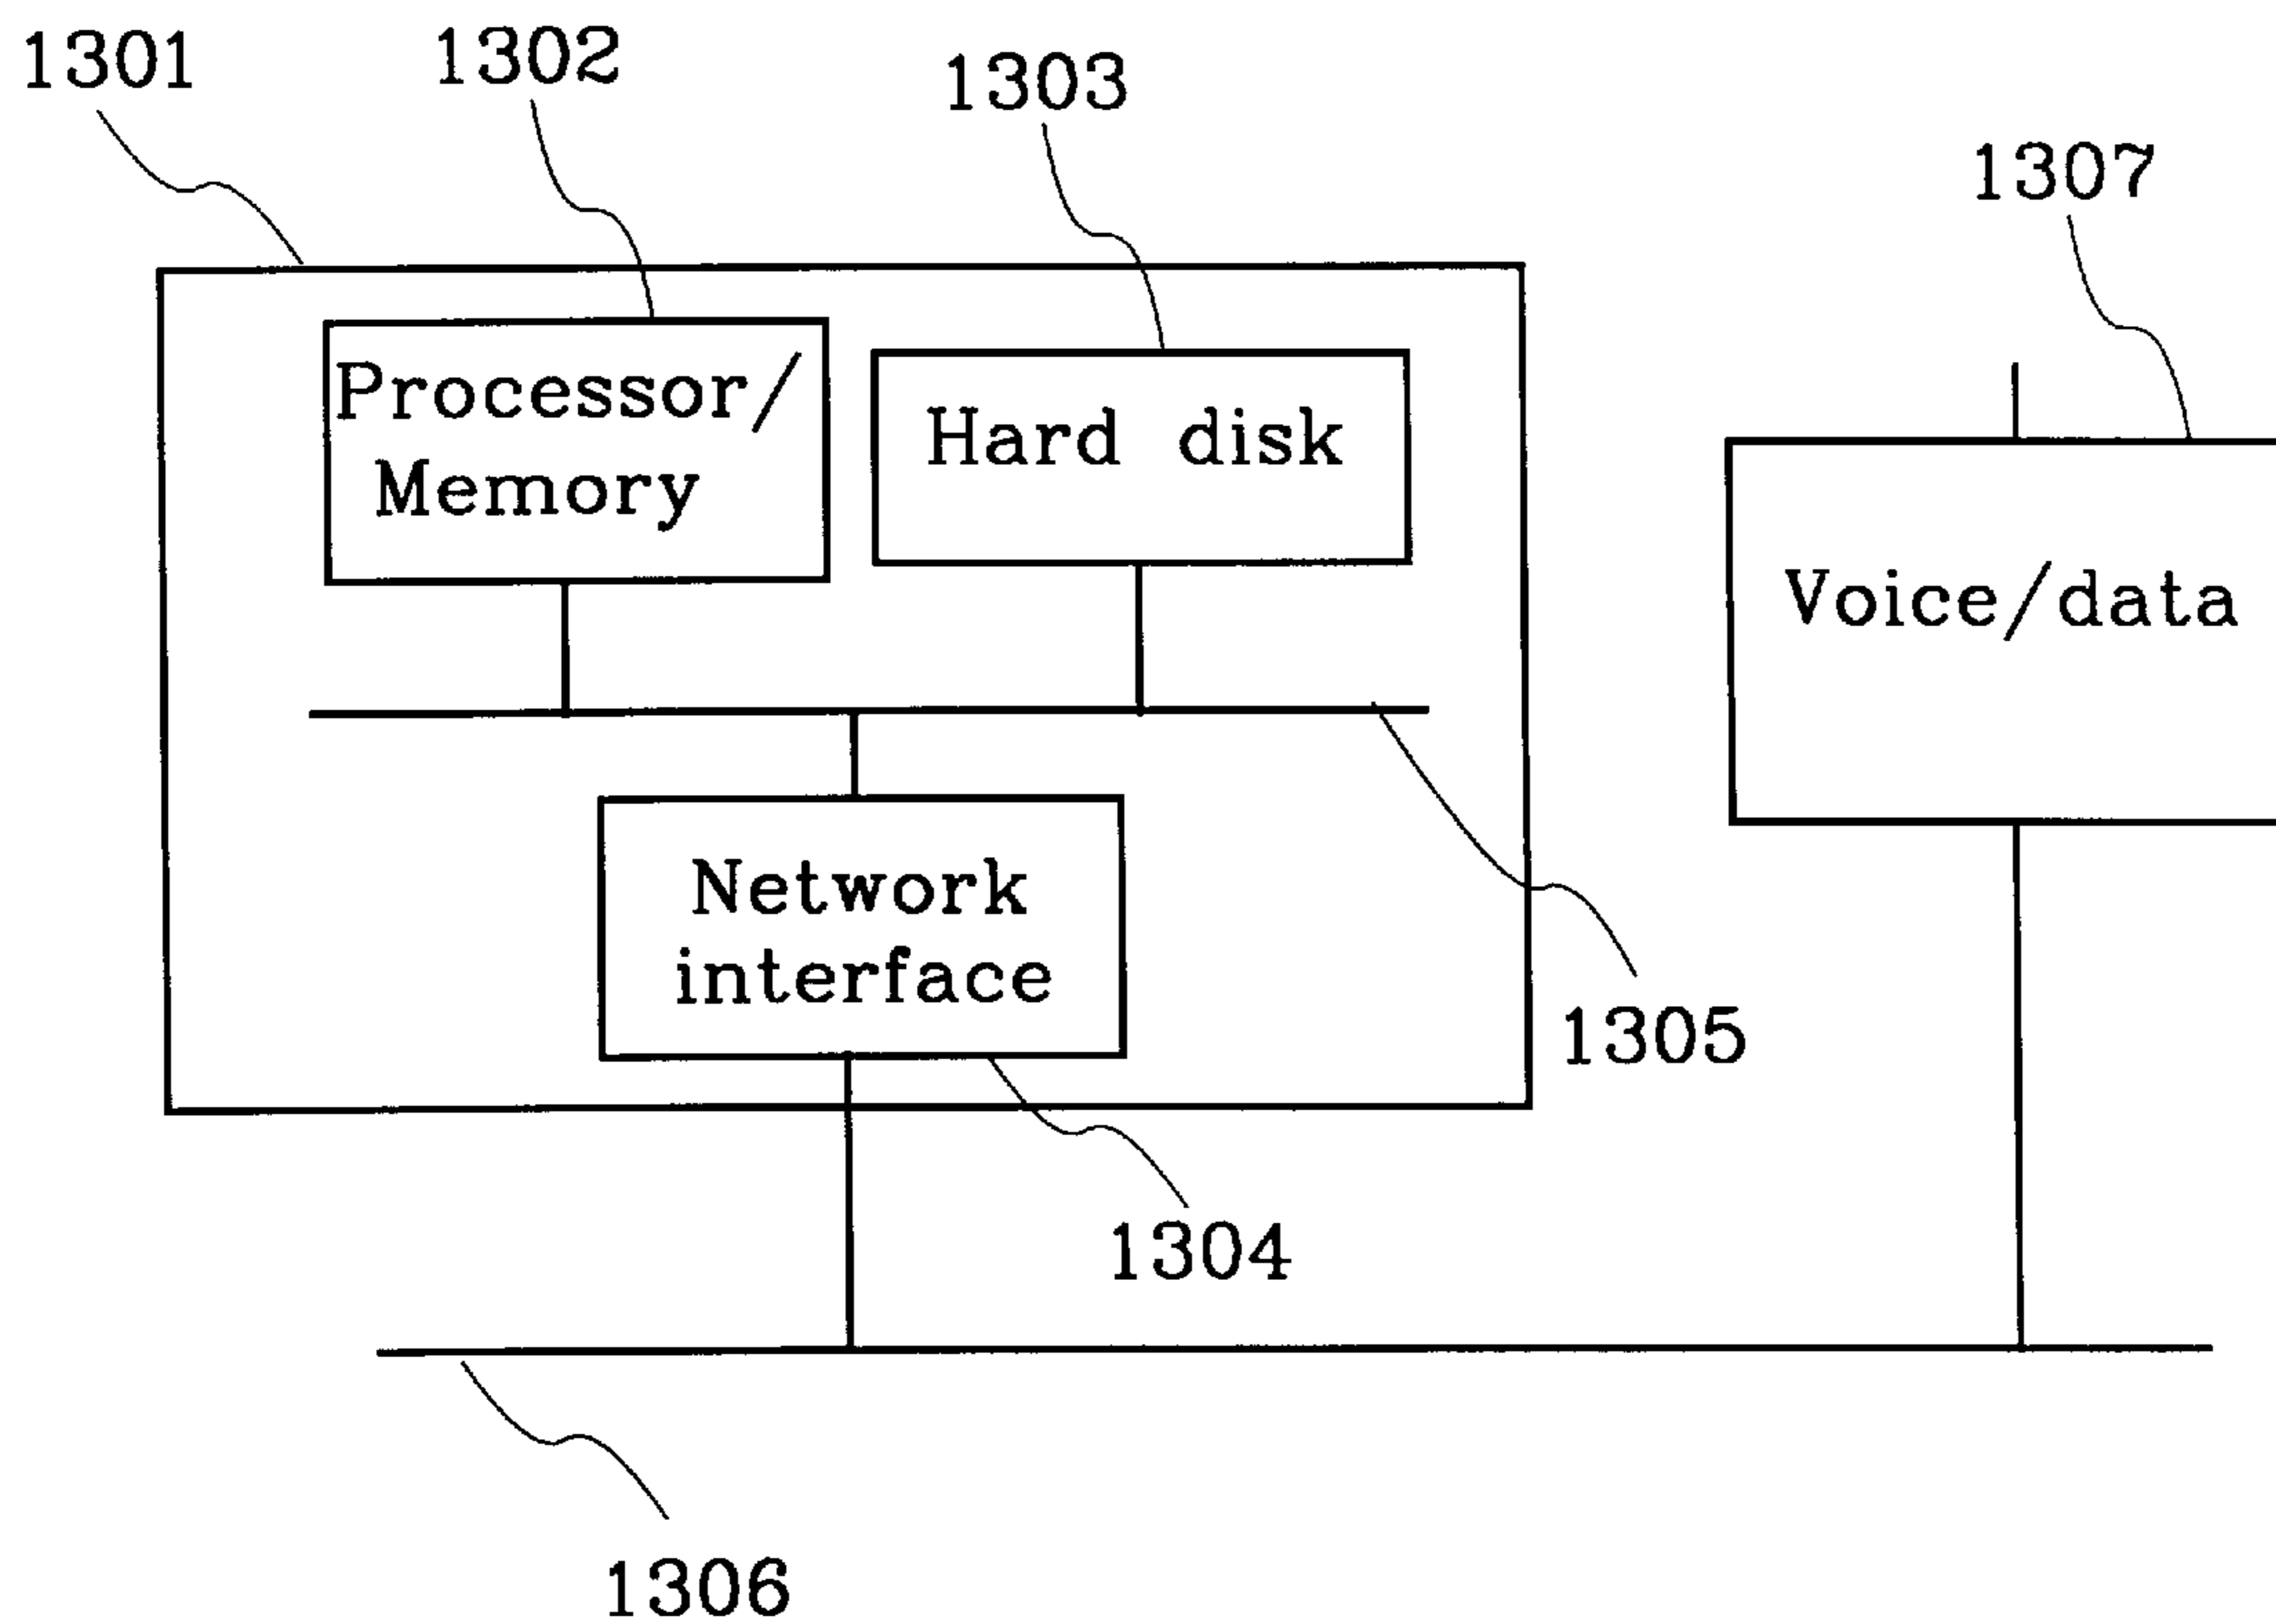 1301
1302
1303
1307
Processor/
Memory
Hard disk
Voice/data
Network
interface
1305
1304
1306